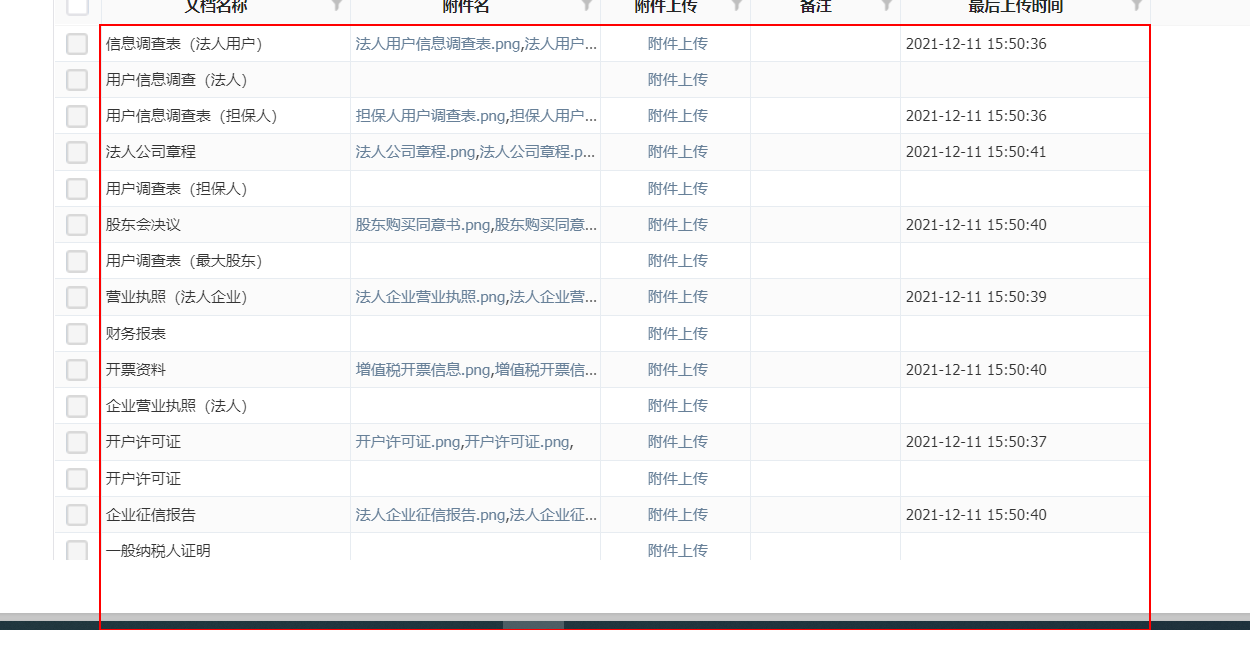 文档名称 附件名 附件上传 备注 最后上传时间
信息调查表（法人用户） 法人用户信息调查表.png,法人用户... 附件上传 2021-12-11 15:50:36
用户信息调查（法人） 附件上传
用户信息调查表（担保人） 担保人用户调查表.png,担保人用户... 附件上传 2021-12-11 15:50:36
法人公司章程 法人公司章程.png,法人公司章程.p... 附件上传 2021-12-11 15:50:41
用户调查表（担保人） 附件上传
股东会决议 股东购买同意书.png,股东购买同意... 附件上传 2021-12-11 15:50:40
用户调查表（最大股东） 附件上传
营业执照（法人企业） 法人企业营业执照.png,法人企业营... 附件上传 2021-12-11 15:50:39
财务报表 附件上传
开票资料 增值税开票信息.png,增值税开票信... 附件上传 2021-12-11 15:50:40
企业营业执照（法人） 附件上传
开户许可证 开户许可证.png,开户许可证.png, 附件上传 2021-12-11 15:50:37
开户许可证 附件上传
企业征信报告 法人企业征信报告.png,法人企业征... 附件上传 2021-12-11 15:50:40
一般纳税人证明 附件上传